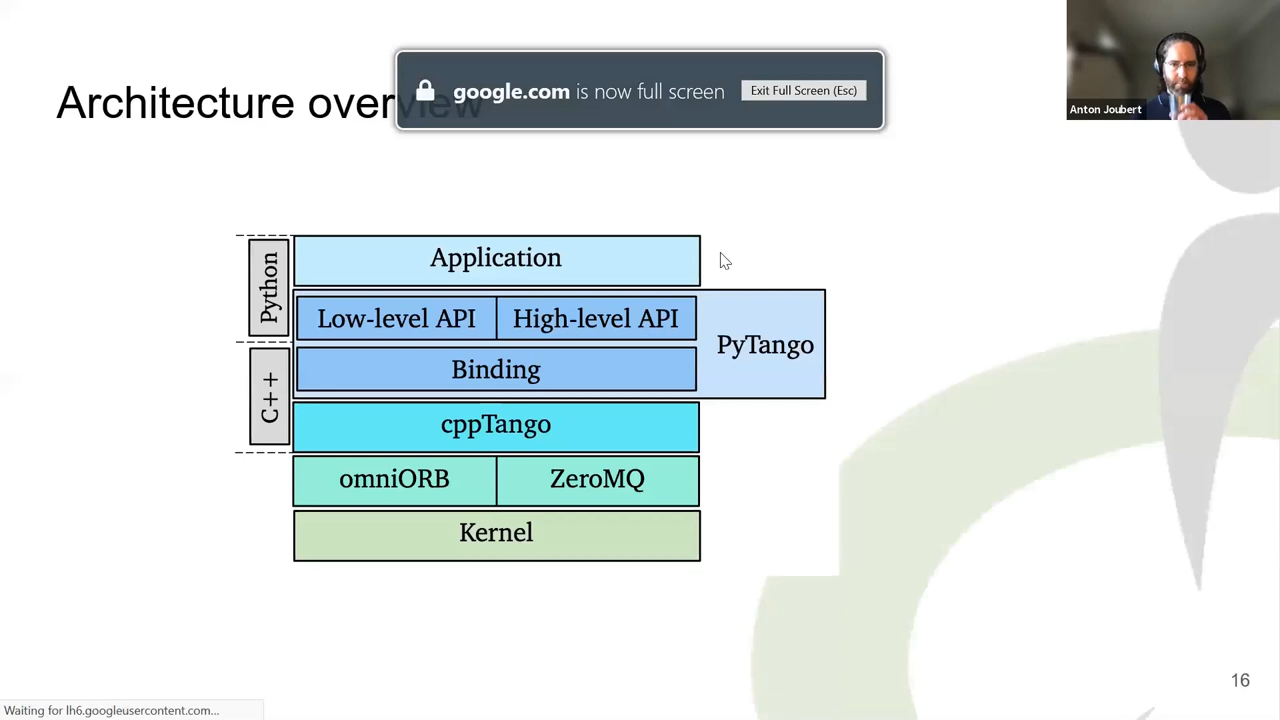 google.com is now full screen
Exit Full Screen (Esc)
Architecture overview
Anton Joubert
Python
Application
Low-level API
High-level API
PyTango
Binding
C++
cppTango
omniORB
ZeroMQ
Kernel
16
Waiting for lh6.googleusercontent.com...